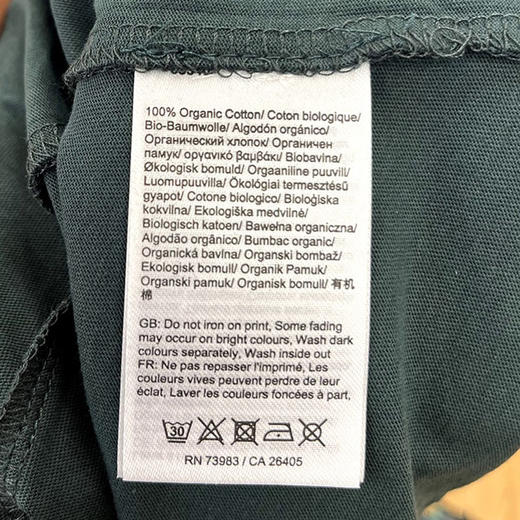 100% Organic Cotton/ Coton biologique/
Bio-Baumwolle/ Algodón orgánico/
Органический хлопок/ Органичен
памук/ οργανικό βαμβάκι/ Biobavina/
Økologisk bomuld/ Orgaaniline puuvill/
Luomupuuvilla/ Ökológiai termesztésű
gyapot/ Cotone biologico/ Bioloģiska
kokvilna/ Ekologiška medvilnė/
Biologisch katoen/ Bawełna organiczna/
Algodão orgânico/ Bumbac organic/
Organická bavlna/ Organski bombaž/
Ekologisk bomull/ Organik Pamuk/
Organski pamuk/ Økologisk bomull/ 有机
棉
GB: Do not iron on print, Some fading
may occur on bright colours, Wash dark
colours separately, Wash inside out
FR: Ne pas repasser l'imprimé, Les
couleurs vives peuvent perdre de leur
éclat, Laver les couleurs foncées à part.
30
RN 73983 / CA 26405